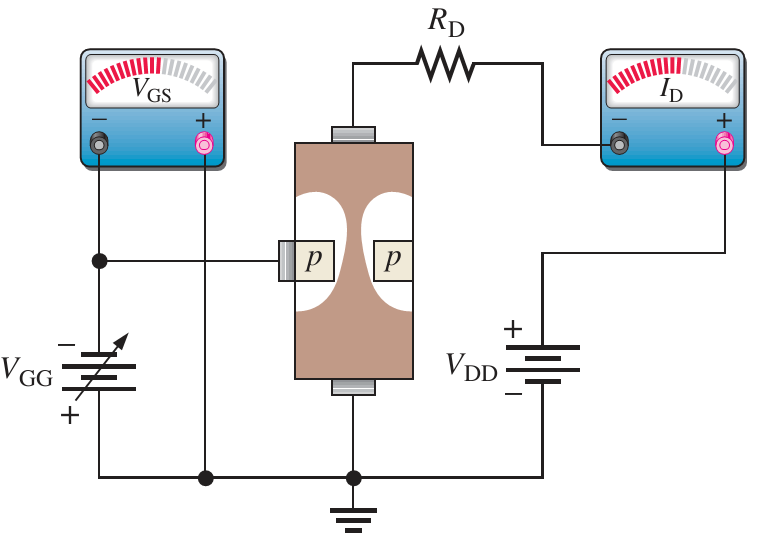 R_D
V_GS
− +
I_D
− +
p p
−
V_GG
+
+
V_DD
−